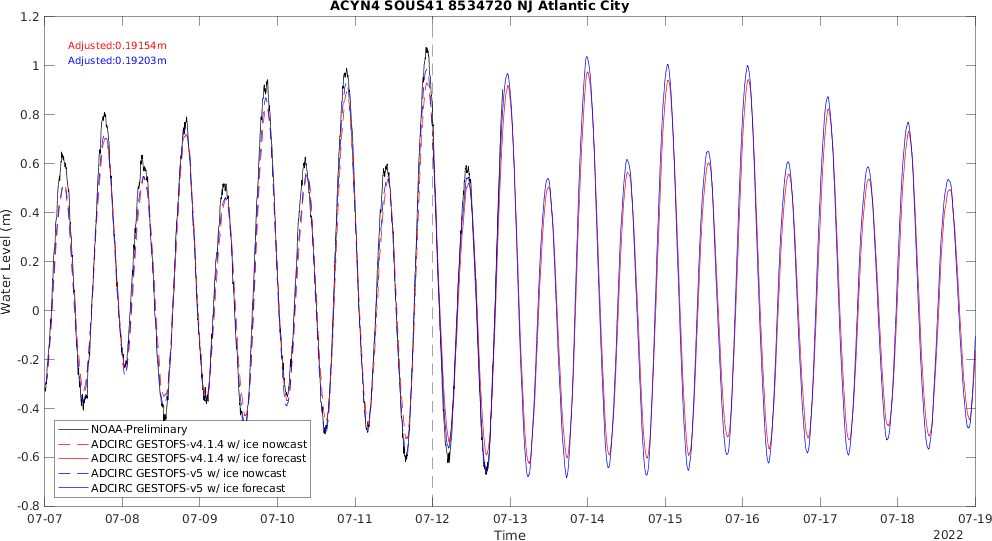 ACYN4 SOUS41 8534720 NJ Atlantic City
Adjusted:0.19154m
Adjusted:0.19203m
Water Level (m)
1.2
1
0.8
0.6
0.4
0.2
0
-0.2
-0.4
-0.6
-0.8
NOAA-Preliminary
ADCIRC GESTOFS-v4.1.4 w/ ice nowcast
ADCIRC GESTOFS-v4.1.4 w/ ice forecast
ADCIRC GESTOFS-v5 w/ ice nowcast
ADCIRC GESTOFS-v5 w/ ice forecast
07-07 07-08 07-09 07-10 07-11 07-12 07-13 07-14 07-15 07-16 07-17 07-18 07-19
Time
2022